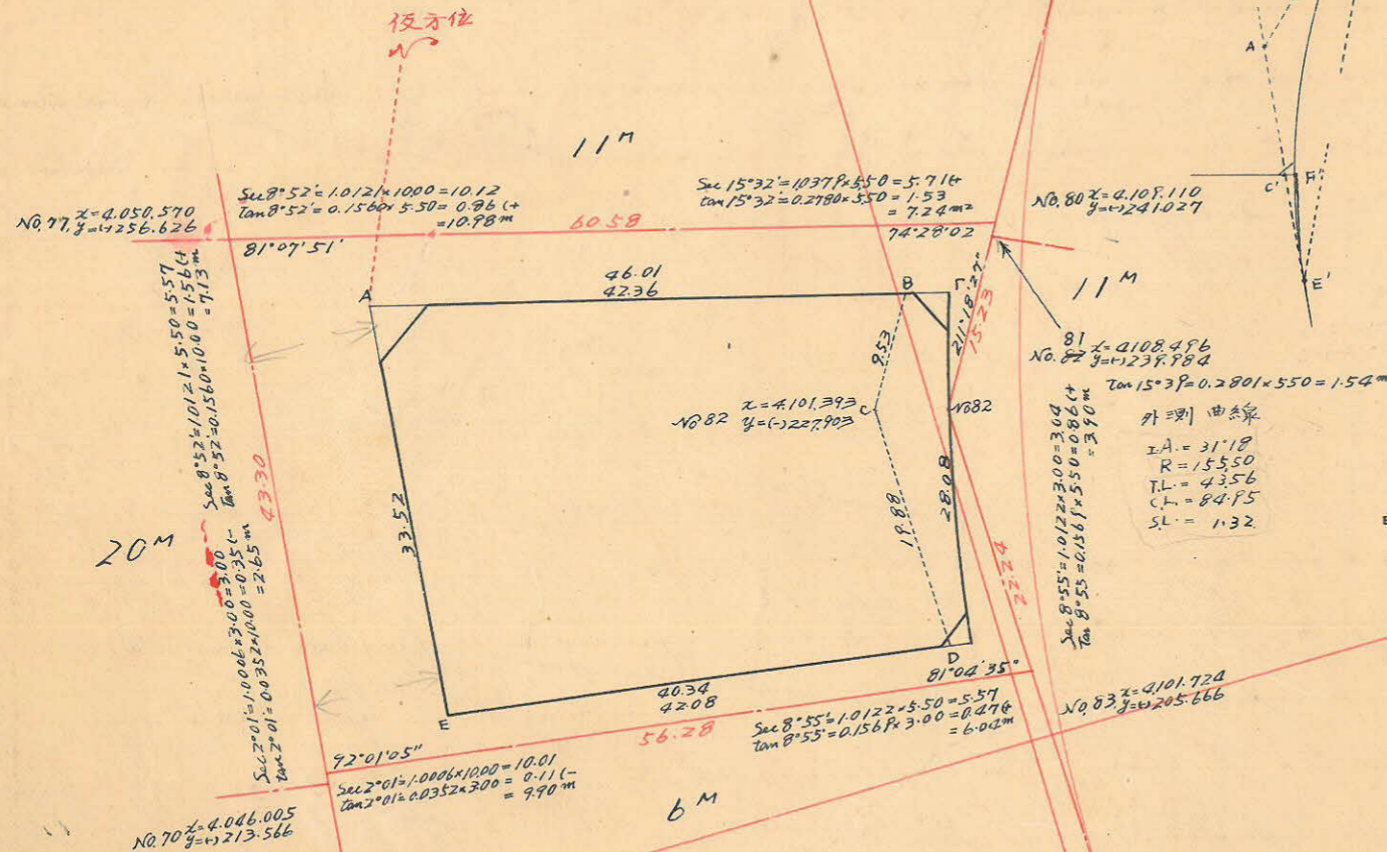 仮方位
N
A
11M
Sec 8°52'=1.0121×10.00=10.12
tan 8°52'=0.1560×5.50=0.86(+
=10.98m
Sec 15°32'=1.0379×5.50=5.71(+
tan 15°32'=0.2780×5.50=1.53
=7.24m²
NO.80 x=4.109.110
y=(-)241.027
C'
F'
NO.77 x=4.050.570
y=(-)256.626
60.58
81°07'51"
74°28'02
E'
A
46.01
42.36
B
F
211°18'27"
15.23
11M
Sec 8°52'=1.0121×5.50=5.57
tan 8°52'=0.1560×10.00=1.56(+
=7.13m
9.53
81
NO.82 x=4108.496
y=(-)239.984
tan 15°39=0.2801×550=1.54m
NO82 x=4.101.393
y=(-)227.903
C
NO82
外測曲線
I.A.=31°18
R=155.50
T.L.=43.56
C.L.=84.95
S.L.=1.32
43.30
33.52
19.88
28.08
22.24
Sec 8°55'=1.0122×3.00=3.04
tan 8°55=0.1569×5.50=0.86(+
=3.90m
20M
Sec 2°01'=1.0006×3.00=3.00
tan 2°01'=0.0352×10.00=0.35(-
=2.65m
D
81°04'35"
E
40.34
42.08
56.28
Sec 8°55'=1.0122×5.50=5.57
tan 8°55'=0.1569×3.00=0.47(+
=6.04m
NO.83 x=4.101.724
y=(-)205.666
92°01'05"
Sec 2°01'=1.0006×10.00=10.01
tan 2°01'=0.0352×3.00=0.11(-
=9.90m
6M
NO.70 x=4.046.005
y=(-)213.566